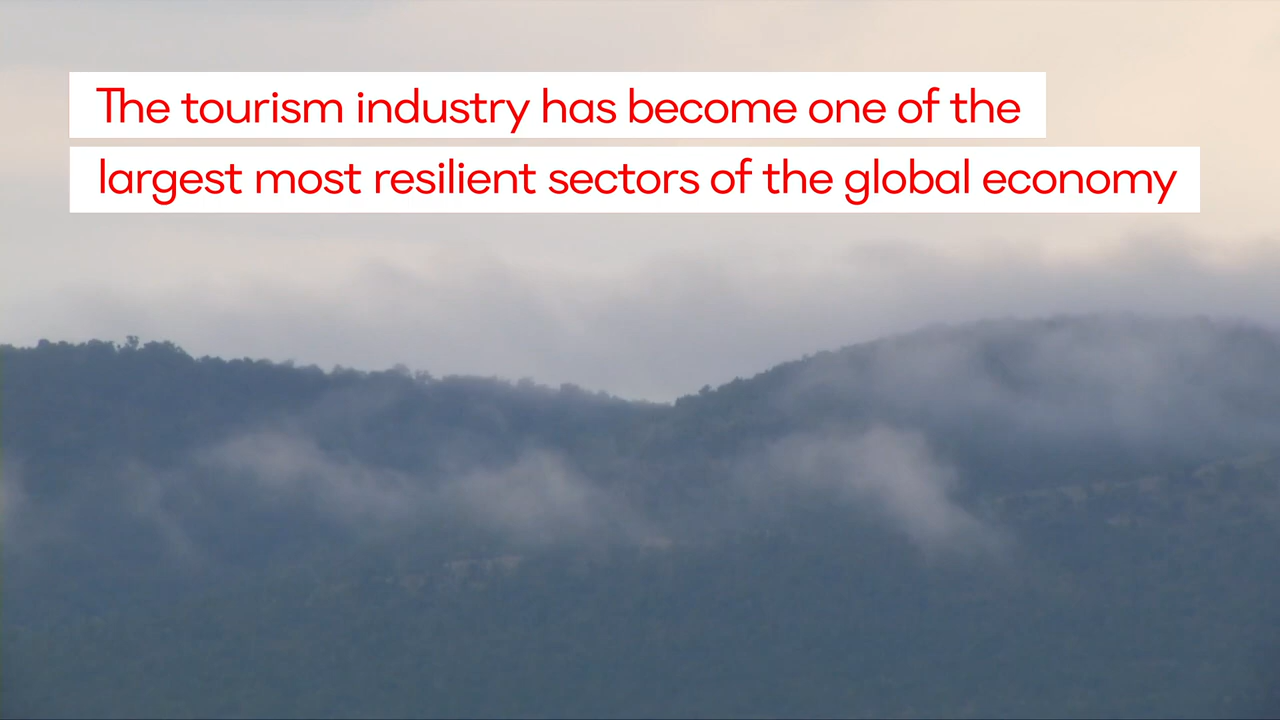 The tourism industry has become one of the
largest most resilient sectors of the global economy